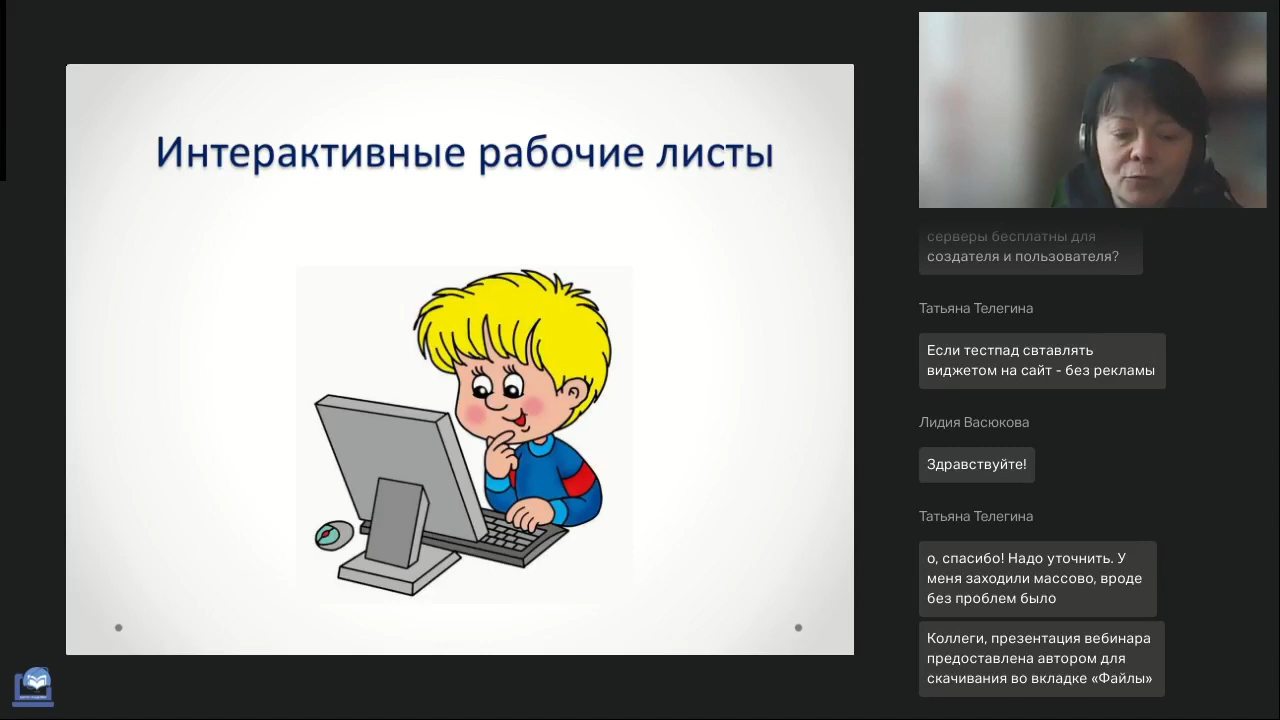 Интерактивные рабочие листы
серверы бесплатны для
создателя и пользователя?
Татьяна Телегина
Если тестпад свтавлять
виджетом на сайт - без рекламы
Лидия Васюкова
Здравствуйте!
Татьяна Телегина
о, спасибо! Надо уточнить. У
меня заходили массово, вроде
без проблем было
Коллеги, презентация вебинара
предоставлена автором для
скачивания во вкладке «Файлы»